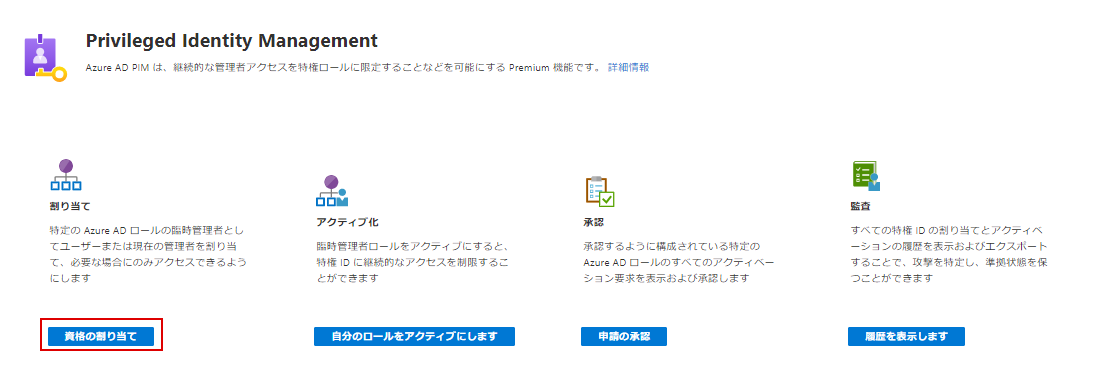 Privileged Identity Management
Azure AD PIM は、継続的な管理者アクセスを特権ロールに限定することなどを可能にする Premium 機能です。 詳細情報
割り当て
特定の Azure AD ロールの臨時管理者とし
てユーザーまたは現在の管理者を割り当
て、必要な場合にのみアクセスできるよう
にします
資格の割り当て
アクティブ化
臨時管理者ロールをアクティブにすると、
特権 ID に継続的なアクセスを制限するこ
とができます
自分のロールをアクティブにします
承認
承認するように構成されている特定の
Azure AD ロールのすべてのアクティベー
ション要求を表示および承認します
申請の承認
監査
すべての特権 ID の割り当てとアクティベ
ーションの履歴を表示およびエクスポート
することで、攻撃を特定し、準拠状態を保
つことができます
履歴を表示します